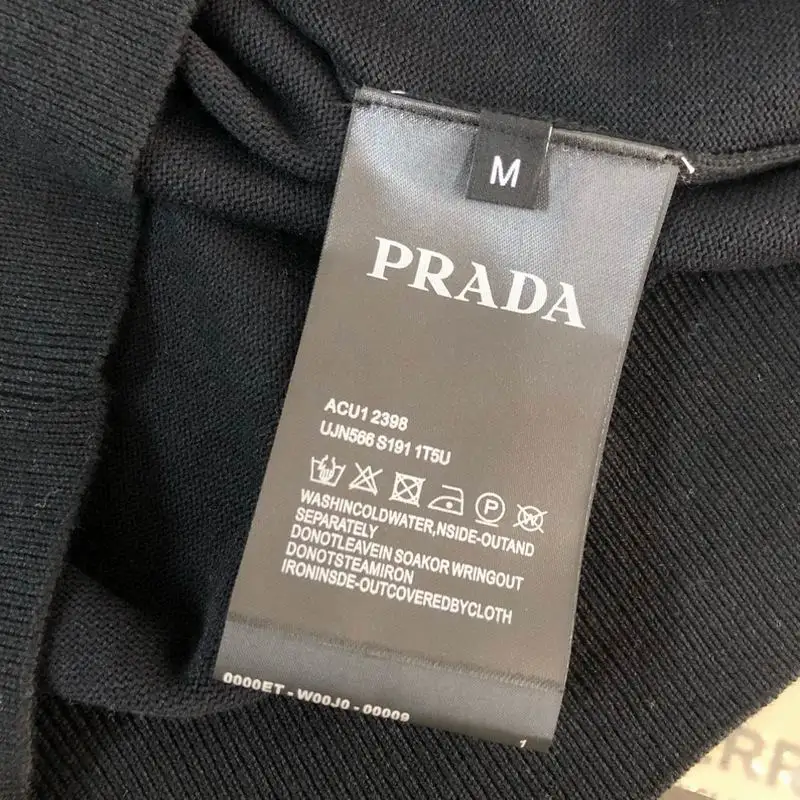 M
PRADA
ACU1 2398
UJN566 S191 1T5U
P
W
WASHINCOLDWATER,NSIDE-OUTAND
SEPARATELY
DONOTLEAVEIN SOAKOR WRINGOUT
DONOTSTEAMIRON
IRONINSDE-OUTCOVEREDBYCLOTH
0000ET - W00J0 - 00009
1